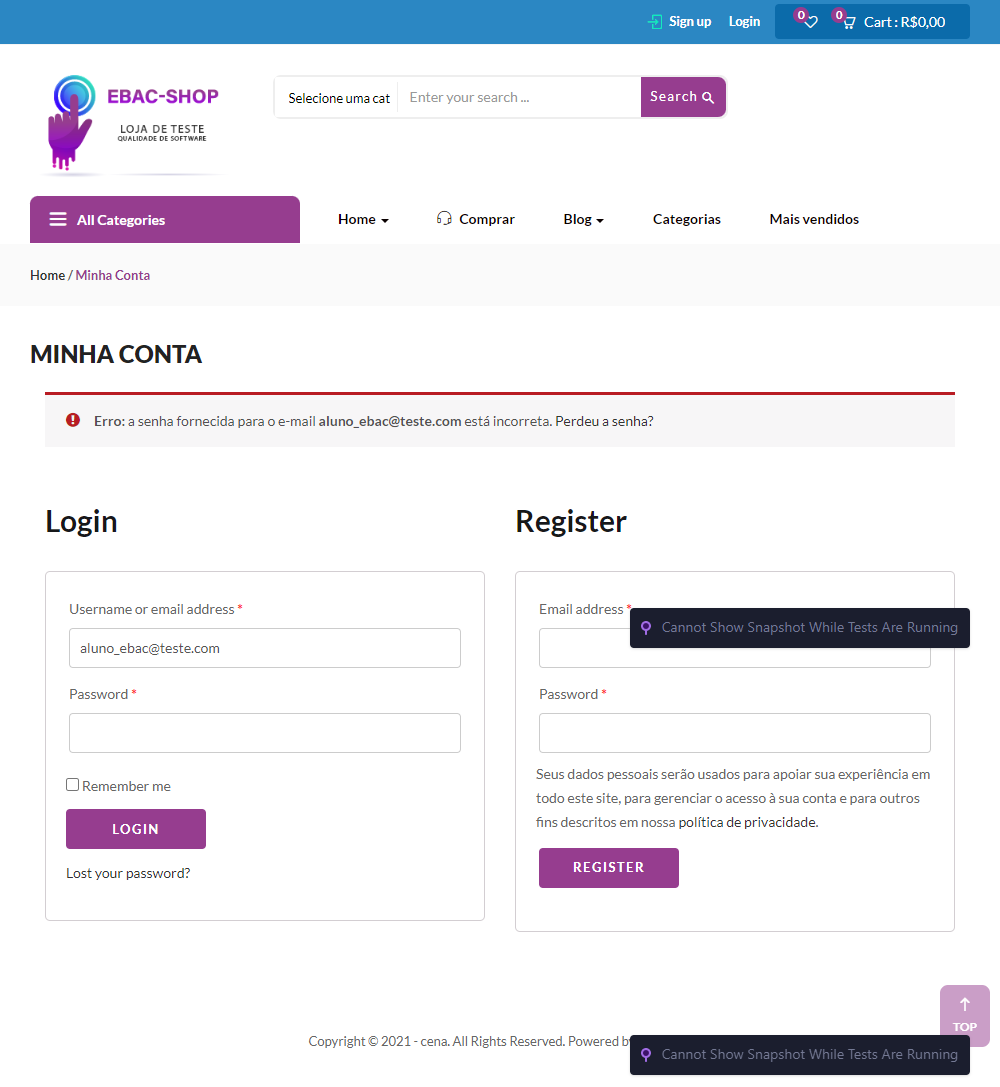 Sign up Login 0 0 Cart : R$0,00
EBAC-SHOP
LOJA DE TESTE
QUALIDADE DE SOFTWARE
Selecione uma cat Enter your search ... Search
All Categories Home Comprar Blog Categorias Mais vendidos
Home / Minha Conta
MINHA CONTA
Erro: a senha fornecida para o e-mail aluno_ebac@teste.com está incorreta. Perdeu a senha?
Login
Username or email address *
aluno_ebac@teste.com
Password *
Remember me
LOGIN
Lost your password?
Register
Email address *
Cannot Show Snapshot While Tests Are Running
Password *
Seus dados pessoais serão usados para apoiar sua experiência em
todo este site, para gerenciar o acesso à sua conta e para outros
fins descritos em nossa política de privacidade.
REGISTER
TOP
Copyright © 2021 - cena. All Rights Reserved. Powered by
Cannot Show Snapshot While Tests Are Running